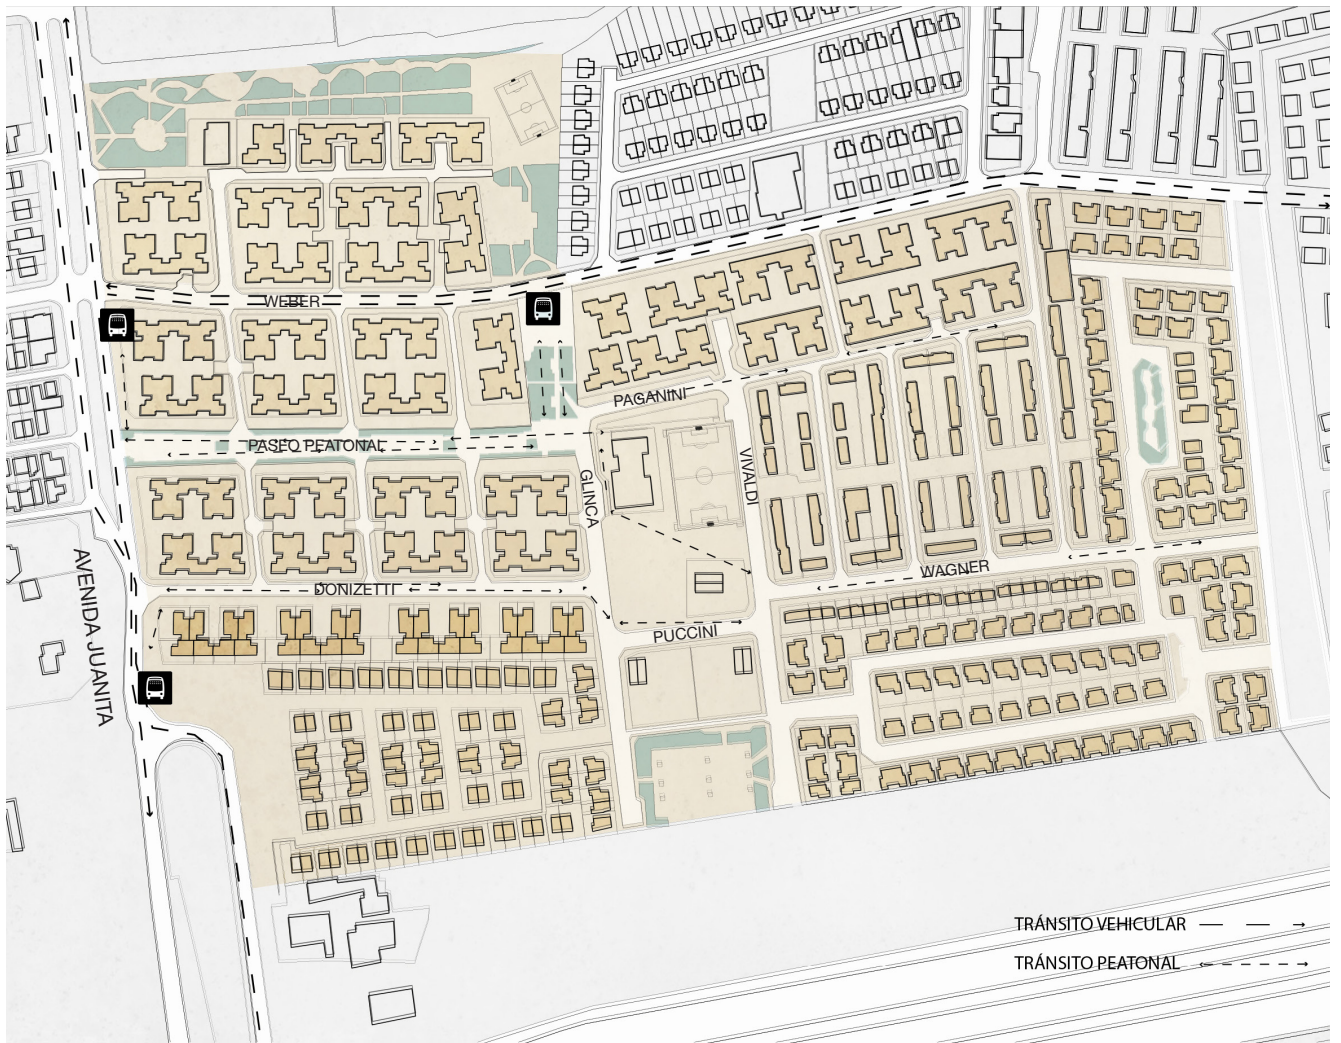 WEBER
PAGANINI
PASEO PEATONAL
VIVALDI
GLINCA
AVENIDA JUANITA
WAGNER
DONIZETTI
PUCCINI
TRÁNSITO VEHICULAR
TRÁNSITO PEATONAL